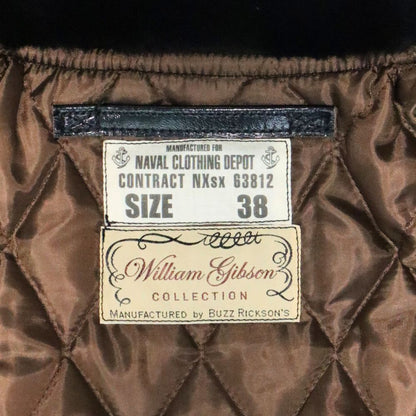 MANUFACTURED FOR
NAVAL CLOTHING DEPOT
CONTRACT NXsx 63812
SIZE 38
William Gibson
COLLECTION
MANUFACTURED BY BUZZ RICKSON'S